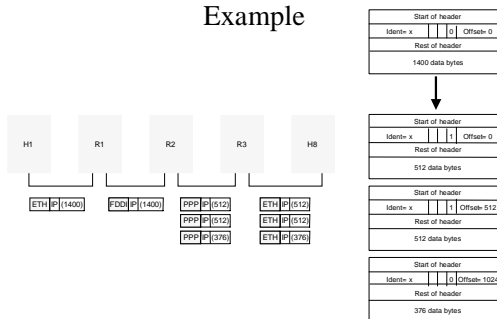 Example
H1 R1 R2 R3 H8
ETH IP (1400) FDDI IP (1400) PPP IP (512) ETH IP (512)
PPP IP (512) ETH IP (512)
PPP IP (376) ETH IP (376)
Start of header
Ident= x 0 Offset= 0
Rest of header
1400 data bytes
Start of header
Ident= x 1 Offset= 0
Rest of header
512 data bytes
Start of header
Ident= x 1 Offset= 512
Rest of header
512 data bytes
Start of header
Ident= x 0 Offset= 1024
Rest of header
376 data bytes